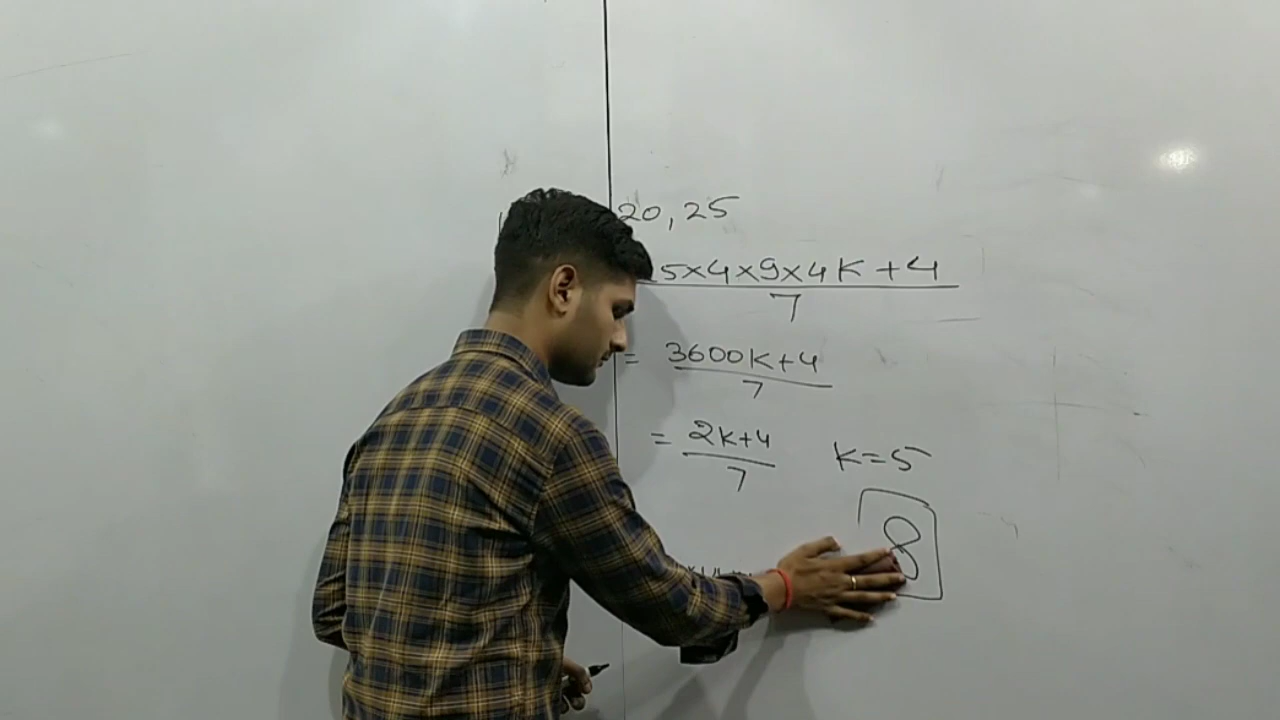 20, 25
5×4×9×4K+4
7
= 3600K+4
7
= 2K+4
7
K=5
8